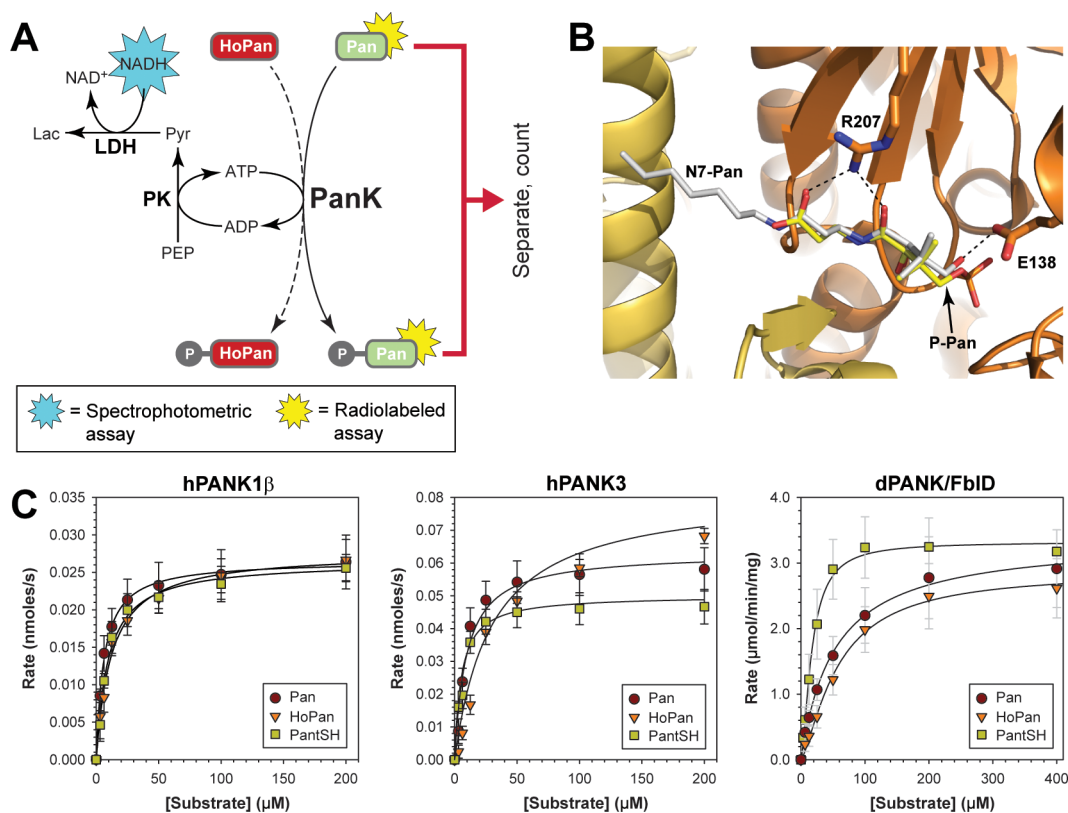 A
HoPan
Pan
NAD+
NADH
Lac
LDH
Pyr
ATP
PK
PanK
ADP
PEP
Separate, count
P
HoPan
P
Pan
= Spectrophotometric
assay
= Radiolabeled
assay
B
R207
N7-Pan
E138
P-Pan
C
hPANK1β
Rate (nmoles/s)
0.035
0.030
0.025
0.020
0.015
0.010
0.005
0.000
Pan
HoPan
PantSH
0
50
100
150
200
[Substrate] (μM)
hPANK3
Rate (nmoles/s)
0.08
0.07
0.06
0.05
0.04
0.03
0.02
0.01
0.00
Pan
HoPan
PantSH
0
50
100
150
200
[Substrate] (μM)
dPANK/FbID
Rate (μmol/min/mg)
4.0
3.0
2.0
1.0
0.0
Pan
HoPan
PantSH
0
100
200
300
400
[Substrate] (μM)